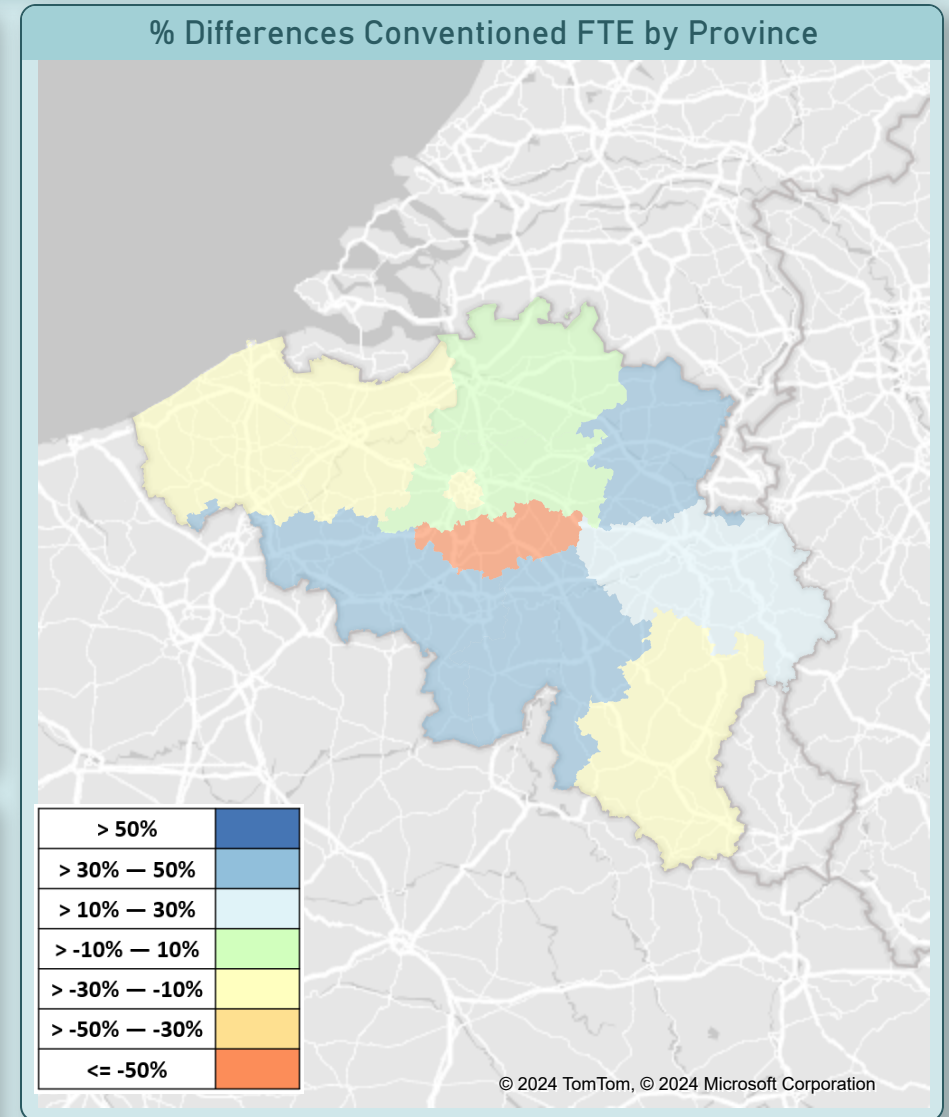 % Differences Conventioned FTE by Province
> 50%
> 30% — 50%
> 10% — 30%
> -10% — 10%
> -30% — -10%
> -50% — -30%
<= -50%
© 2024 TomTom, © 2024 Microsoft Corporation